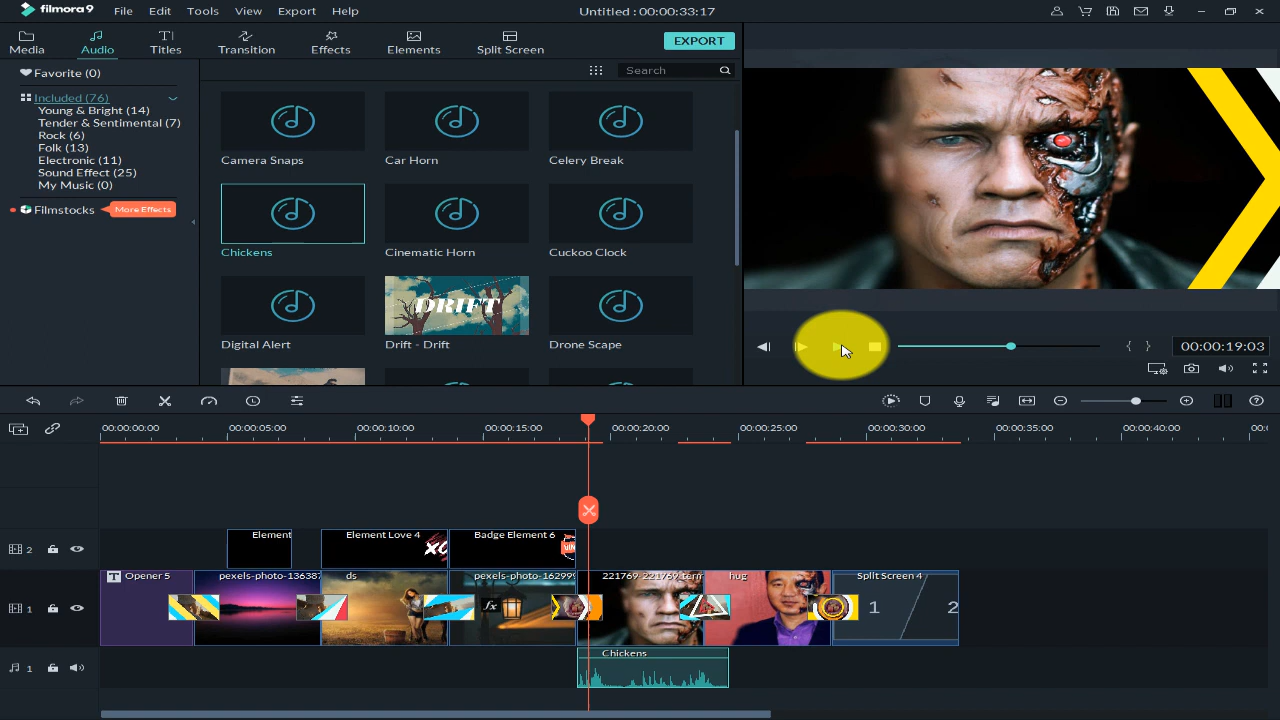 filmora9 File Edit Tools View Export Help Untitled : 00:00:33:17
Media Audio Titles Transition Effects Elements Split Screen EXPORT
Favorite (0)
Search
Included (76)
Young & Bright (14)
Tender & Sentimental (7)
Rock (6)
Folk (13)
Electronic (11)
Sound Effect (25)
My Music (0)
Filmstocks More Effects
Camera Snaps Car Horn Celery Break
Chickens Cinematic Horn Cuckoo Clock
DRIFT
Digital Alert Drift - Drift Drone Scape
{ } 00:00:19:03
00:00:00:00 00:00:05:00 00:00:10:00 00:00:15:00 00:00:20:00 00:00:25:00 00:00:30:00 00:00:35:00 00:00:40:00 00:0
2 Element Element Love 4 XO Badge Element 6
T Opener 5 pexels-photo-136387 ds pexels-photo-162999 221769-221769.term hug Split Screen 4
1 fx 1 2
Chickens
1